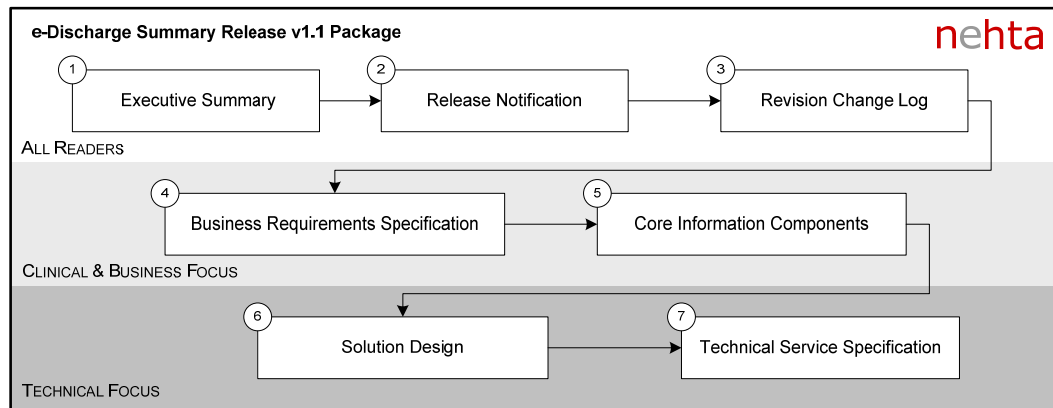 e-Discharge Summary Release v1.1 Package
nehta
1
Executive Summary
2
Release Notification
3
Revision Change Log
ALL READERS
4
Business Requirements Specification
5
Core Information Components
CLINICAL & BUSINESS FOCUS
6
Solution Design
7
Technical Service Specification
TECHNICAL FOCUS